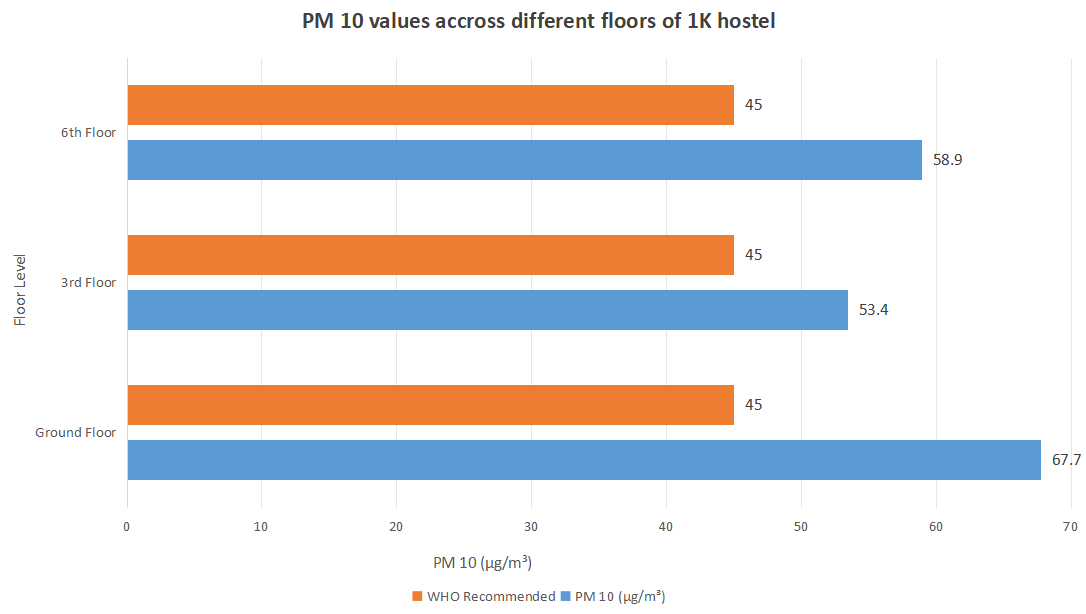 PM 10 values accross different floors of 1K hostel
45
6th Floor
58.9
45
3rd Floor
53.4
45
Ground Floor
67.7
Floor Level
0 10 20 30 40 50 60 70
PM 10 (µg/m³)
WHO Recommended PM 10 (µg/m³)